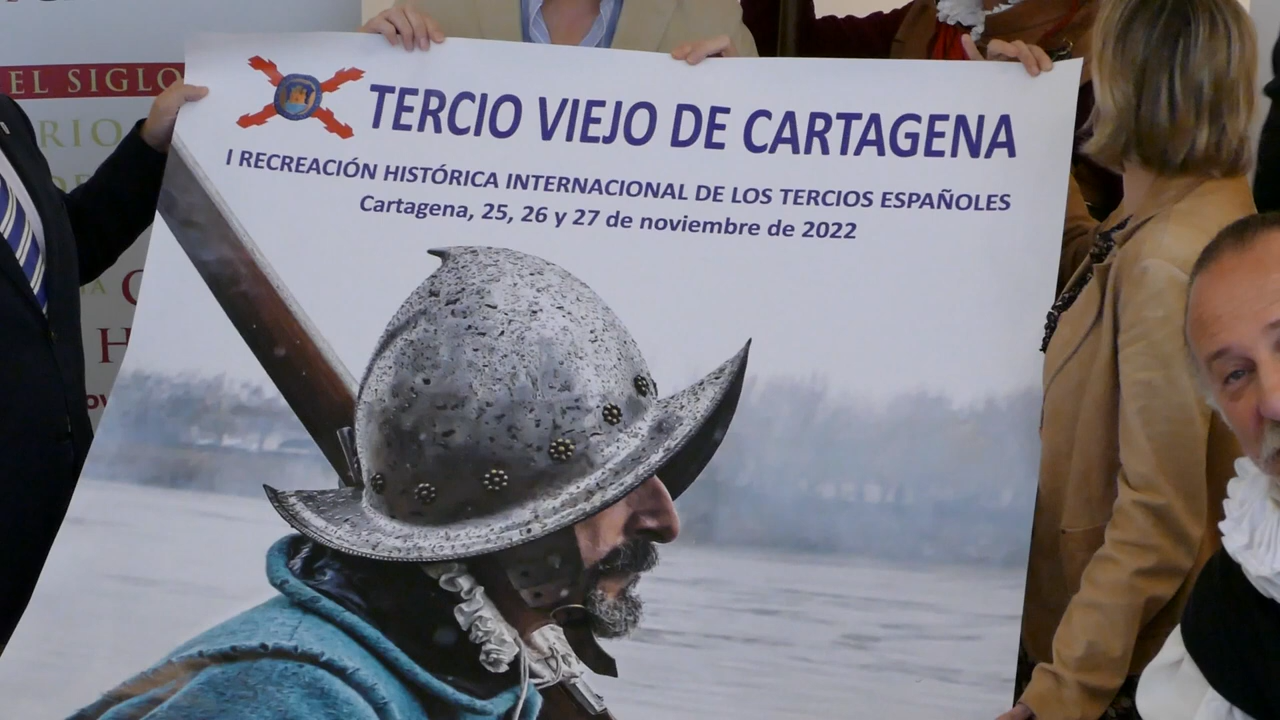 EL SIGLO
RIO
TERCIO VIEJO DE CARTAGENA
I RECREACIÓN HISTÓRICA INTERNACIONAL DE LOS TERCIOS ESPAÑOLES
Cartagena, 25, 26 y 27 de noviembre de 2022